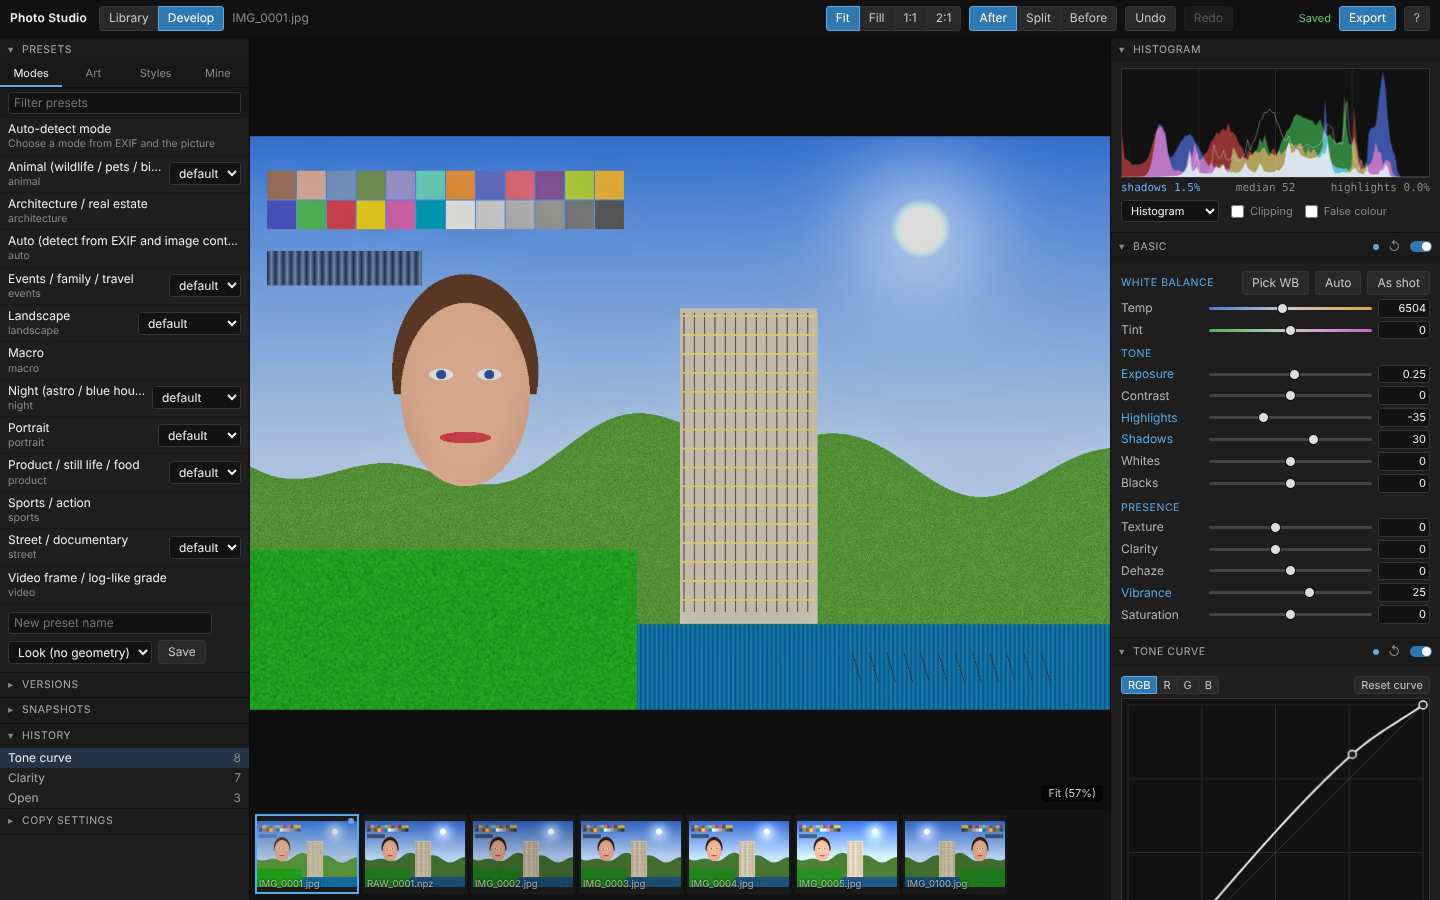 Photo Studio Library Develop IMG_0001.jpg Fit Fill 1:1 2:1 After Split Before Undo Redo Saved Export ?
PRESETS
Modes Art Styles Mine
Filter presets
Auto-detect mode
Choose a mode from EXIF and the picture
Animal (wildlife / pets / bi... default
animal
Architecture / real estate
architecture
Auto (detect from EXIF and image cont...
auto
Events / family / travel default
events
Landscape default
landscape
Macro
macro
Night (astro / blue hou... default
night
Portrait default
portrait
Product / still life / food default
product
Sports / action
sports
Street / documentary default
street
Video frame / log-like grade
video
New preset name
Look (no geometry) Save
VERSIONS
SNAPSHOTS
HISTORY
Tone curve 8
Clarity 7
Open 3
COPY SETTINGS
Fit (57%)
IMG_0001.jpg RAW_0001.npz IMG_0002.jpg IMG_0003.jpg IMG_0004.jpg IMG_0005.jpg IMG_0100.jpg
HISTOGRAM
shadows 1.5% median 52 highlights 0.0%
Histogram Clipping False colour
BASIC
WHITE BALANCE Pick WB Auto As shot
Temp 6504
Tint 0
TONE
Exposure 0.25
Contrast 0
Highlights -35
Shadows 30
Whites 0
Blacks 0
PRESENCE
Texture 0
Clarity 0
Dehaze 0
Vibrance 25
Saturation 0
TONE CURVE
RGB R G B Reset curve